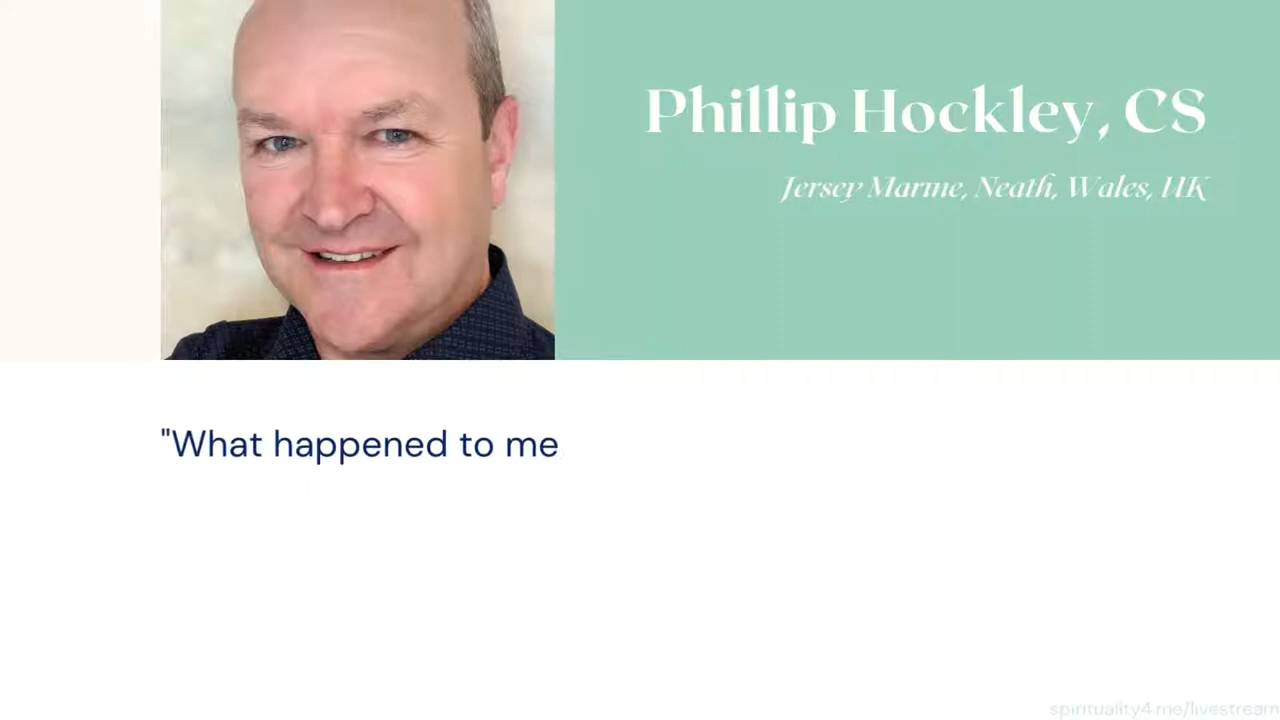 Phillip Hockley, CS
Jersey Marine, Neath, Wales, UK
"What happened to me
spirituality4.me/livestream